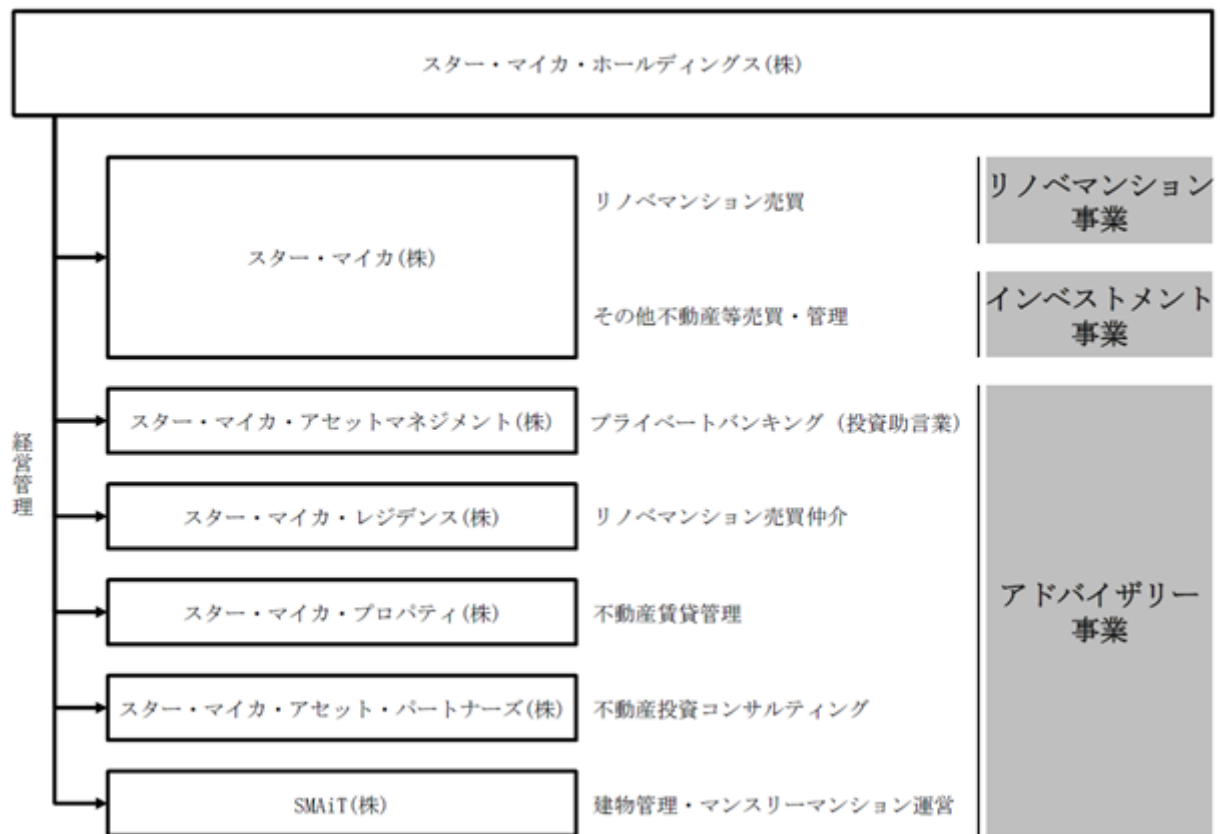 スター・マイカ・ホールディングス(株)
経営管理
スター・マイカ(株)
リノベマンション売買
リノベマンション
事業
その他不動産等売買・管理
インベストメント
事業
スター・マイカ・アセットマネジメント(株)
プライベートバンキング (投資助言業)
スター・マイカ・レジデンス(株)
リノベマンション売買仲介
スター・マイカ・プロパティ(株)
不動産賃貸管理
スター・マイカ・アセット・パートナーズ(株)
不動産投資コンサルティング
SMAiT(株)
建物管理・マンスリーマンション運営
アドバイザリー
事業